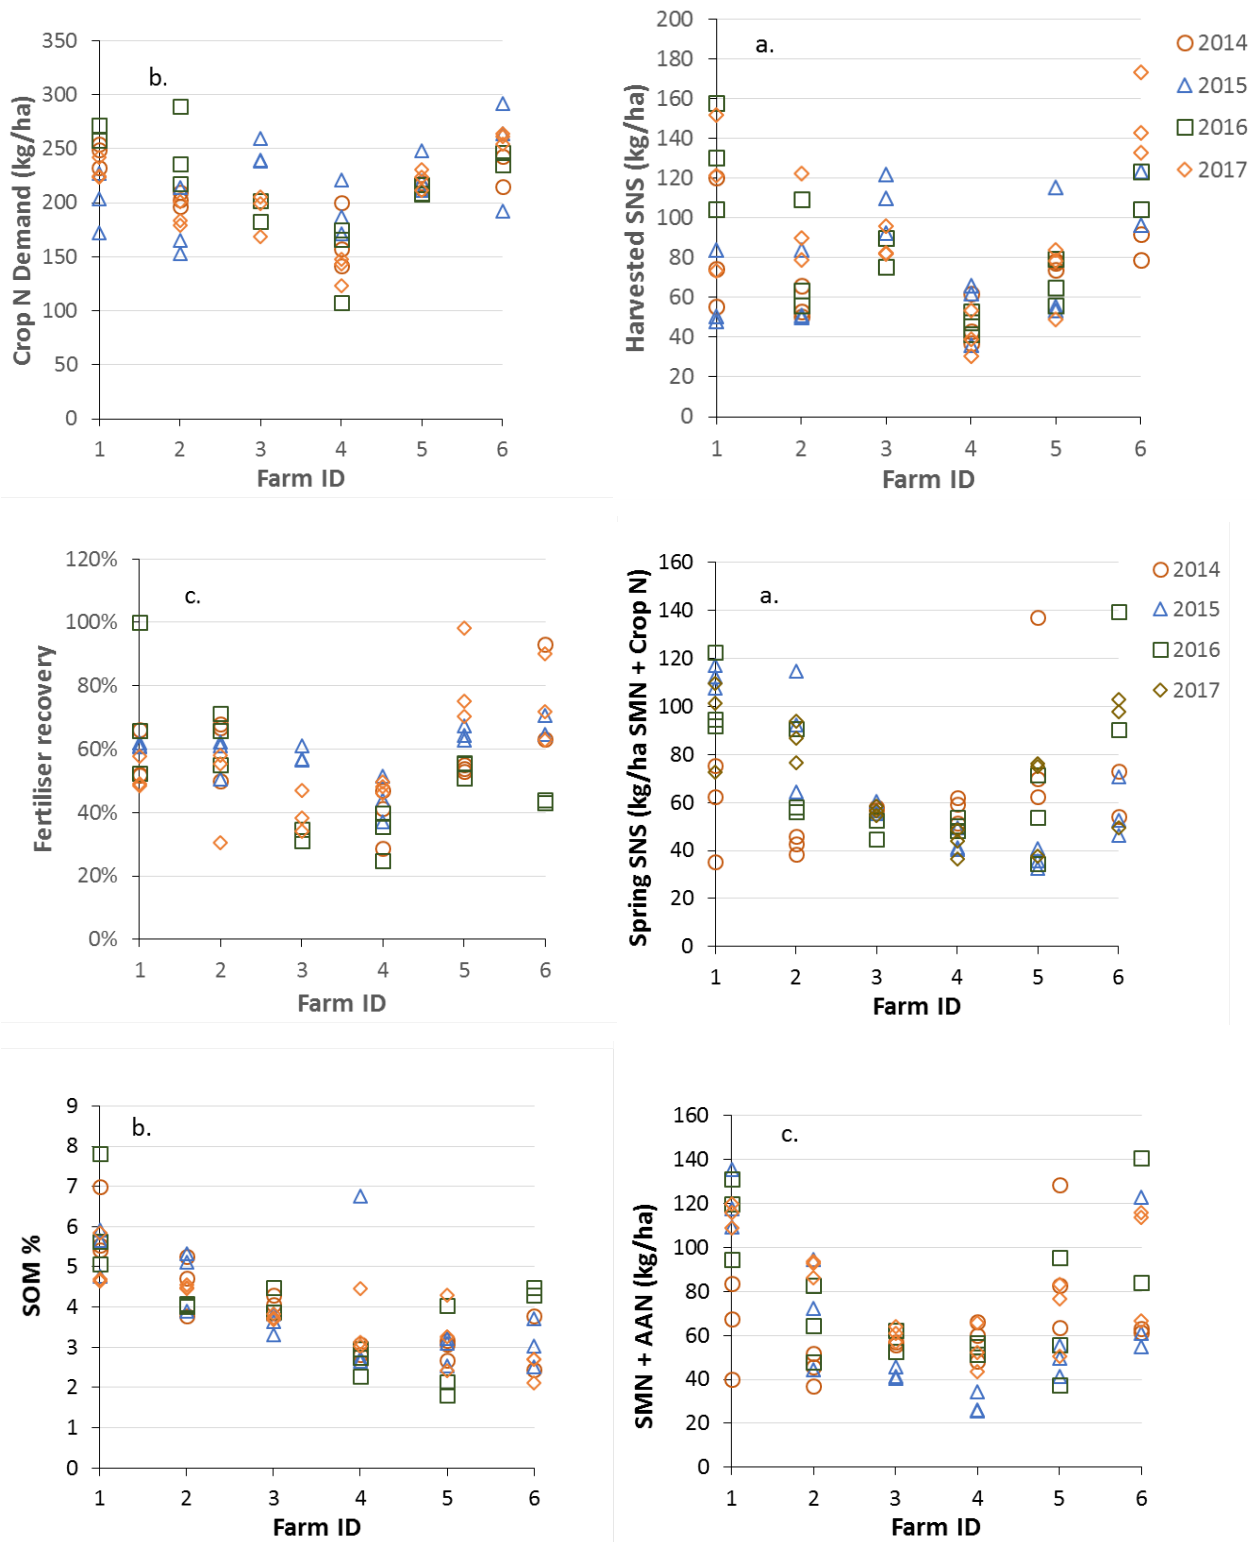 350
300
250
200
150
100
50
0
Crop N Demand (kg/ha)
b.
1 2 3 4 5 6
Farm ID
200
180
160
140
120
100
80
60
40
20
0
Harvested SNS (kg/ha)
a.
1 2 3 4 5 6
Farm ID
2014
2015
2016
2017
120%
100%
80%
60%
40%
20%
0%
Fertiliser recovery
c.
1 2 3 4 5 6
Farm ID
160
140
120
100
80
60
40
20
0
Spring SNS (kg/ha SMN + Crop N)
a.
1 2 3 4 5 6
Farm ID
2014
2015
2016
2017
9
8
7
6
5
4
3
2
1
0
SOM %
b.
1 2 3 4 5 6
Farm ID
160
140
120
100
80
60
40
20
0
SMN + AAN (kg/ha)
c.
1 2 3 4 5 6
Farm ID